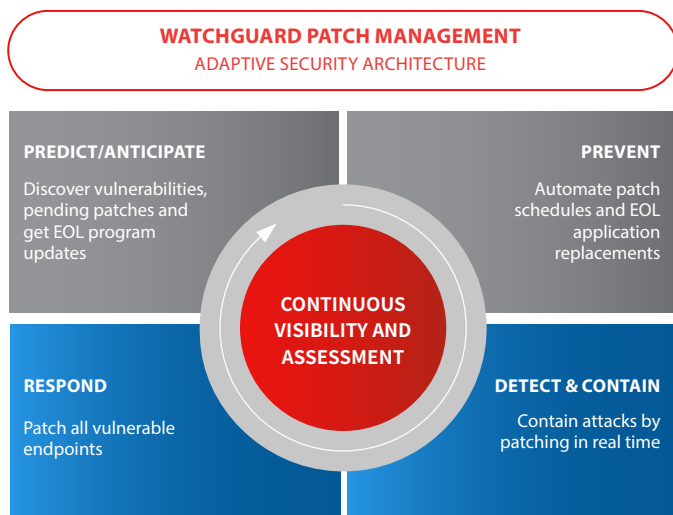 WATCHGUARD PATCH MANAGEMENT
ADAPTIVE SECURITY ARCHITECTURE
PREDICT/ANTICIPATE
Discover vulnerabilities,
pending patches and
get EOL program
updates
PREVENT
Automate patch
schedules and EOL
application
replacements
CONTINUOUS
VISIBILITY AND
ASSESSMENT
RESPOND
Patch all vulnerable
endpoints
DETECT & CONTAIN
Contain attacks by
patching in real time